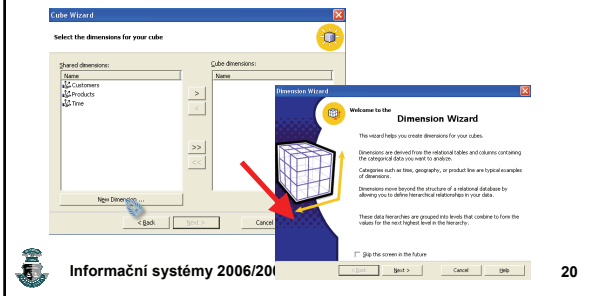 Cube Wizard
Select the dimensions for your cube
Shared dimensions:
Name
Customers
Products
Time
Cube dimensions:
Name
>
<
>>
<<
New Dimension ...
< Back
Next >
Cancel
Dimension Wizard
Welcome to the
Dimension Wizard
This wizard helps you create dimensions for your cubes.
Dimensions are derived from the relational tables and columns containing
the categorical data you want to analyze.
Categories such as time, geography, or product line are typical examples
of dimensions.
Dimensions move beyond the structure of a relational database by
allowing you to define hierarchical relationships in your data.
These data hierarchies are grouped into levels that combine to form the
values for the next highest level in the hierarchy.
Skip this screen in the future
< Back
Next >
Cancel
Help
Informační systémy 2006/200
20